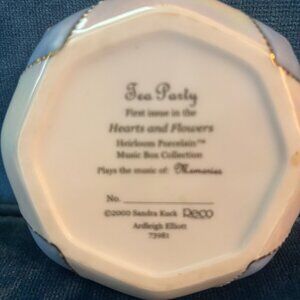 Tea Party
First issue in the
Hearts and Flowers
Heirloom Porcelain™
Music Box Collection
Plays the music of: Memories
No.
©2000 Sandra Kuck Reco
Ardleigh Elliott
73981